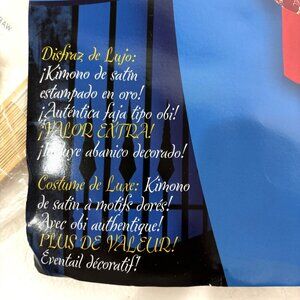 Disfraz de Lujo:
¡Kimono de satín
estampado en oro!
¡Auténtica faja tipo obi!
¡VALOR EXTRA!
¡Incluye abanico decorado!
Costume de Luxe: Kimono
de satin à motifs dorés!
Avec obi authentique!
PLUS DE VALEUR!
Éventail décoratif!